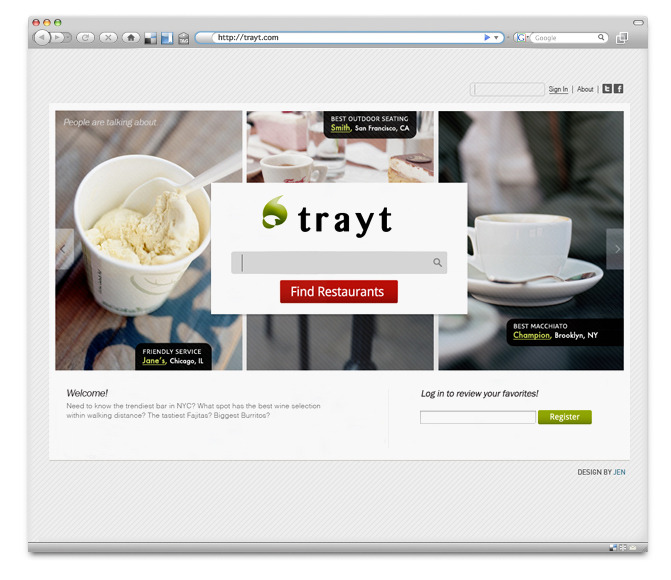 http://trayt.com
Google
Sign In | About |
People are talking about
BEST OUTDOOR SEATING
Smith, San Francisco, CA
trayt
Find Restaurants
FRIENDLY SERVICE
Jane's, Chicago, IL
BEST MACCHIATO
Champion, Brooklyn, NY
Welcome!
Need to know the trendiest bar in NYC? What spot has the best wine selection
within walking distance? The tastiest Fajitas? Biggest Burritos?
Log in to review your favorites!
Register
DESIGN BY JEN